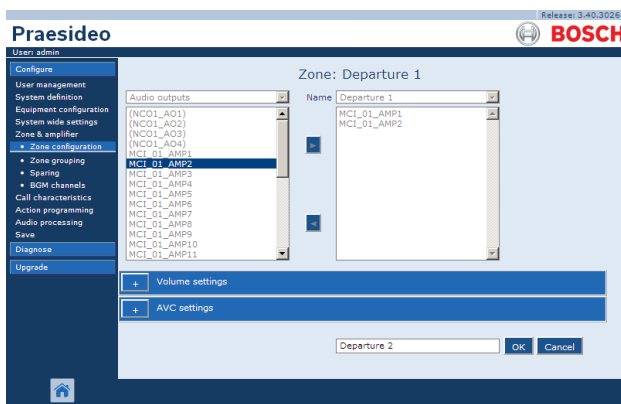 Release: 3.40.3026
Praesideo
BOSCH
User: admin
Configure
User management
System definition
Equipment configuration
System wide settings
Zone & amplifier
• Zone configuration
• Zone grouping
• Sparing
• BGM channels
Call characteristics
Action programming
Audio processing
Save
Diagnose
Upgrade
Zone: Departure 1
Audio outputs
(NCO1_AO1)
(NCO1_AO2)
(NCO1_AO3)
(NCO1_AO4)
MCI_01_AMP1
MCI_01_AMP2
MCI_01_AMP3
MCI_01_AMP4
MCI_01_AMP5
MCI_01_AMP6
MCI_01_AMP7
MCI_01_AMP8
MCI_01_AMP9
MCI_01_AMP10
MCI_01_AMP11
Name Departure 1
MCI_01_AMP1
MCI_01_AMP2
+ Volume settings
+ AVC settings
Departure 2
OK
Cancel